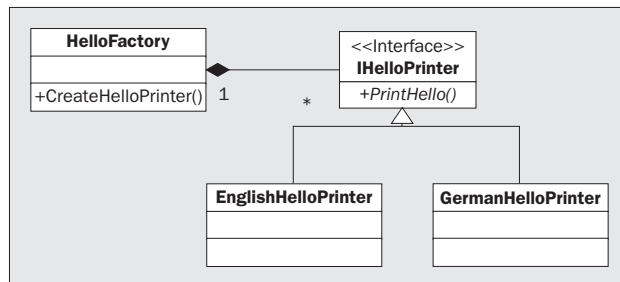 HelloFactory
+CreateHelloPrinter()
1
*
<<Interface>>
IHelloPrinter
+PrintHello()
EnglishHelloPrinter
GermanHelloPrinter